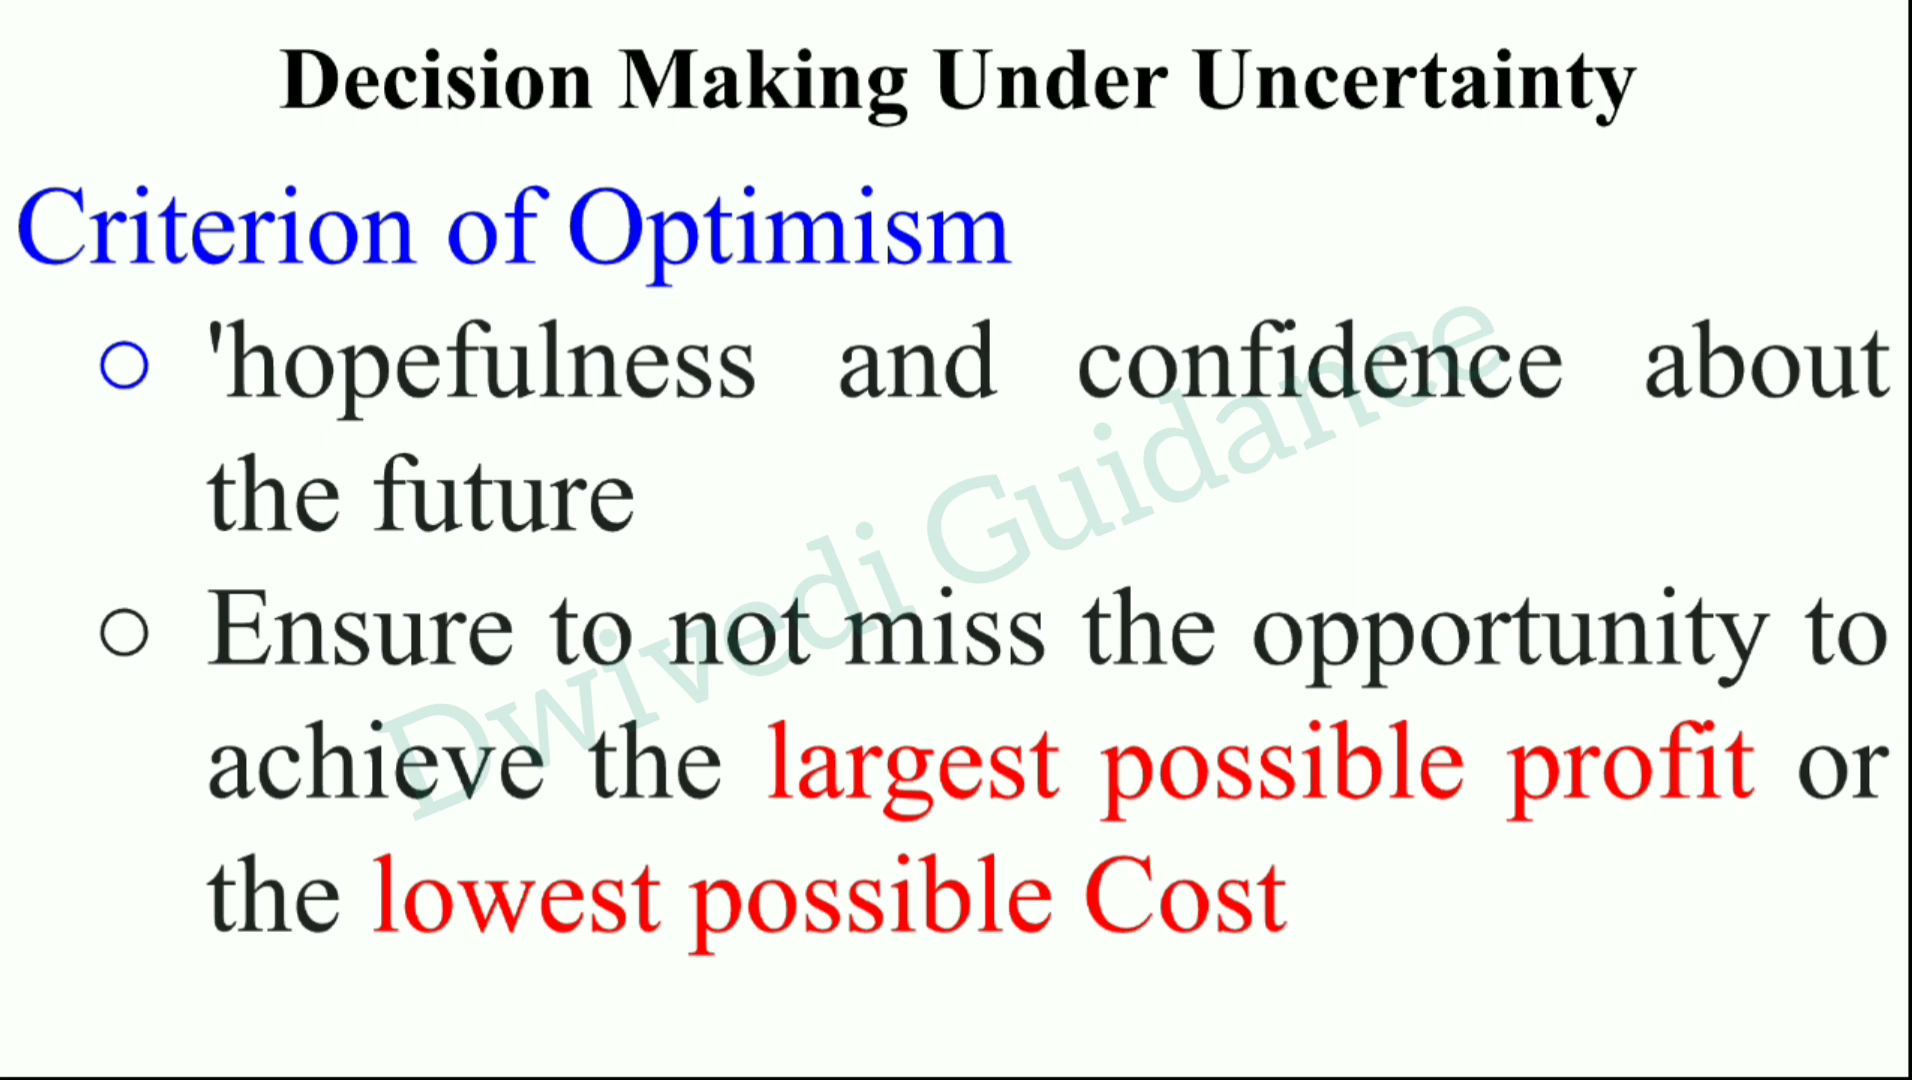 Decision Making Under Uncertainty
Criterion of Optimism
○ 'hopefulness and confidence about
the future
○ Ensure to not miss the opportunity to
achieve the largest possible profit or
the lowest possible Cost
Dwivedi Guidance